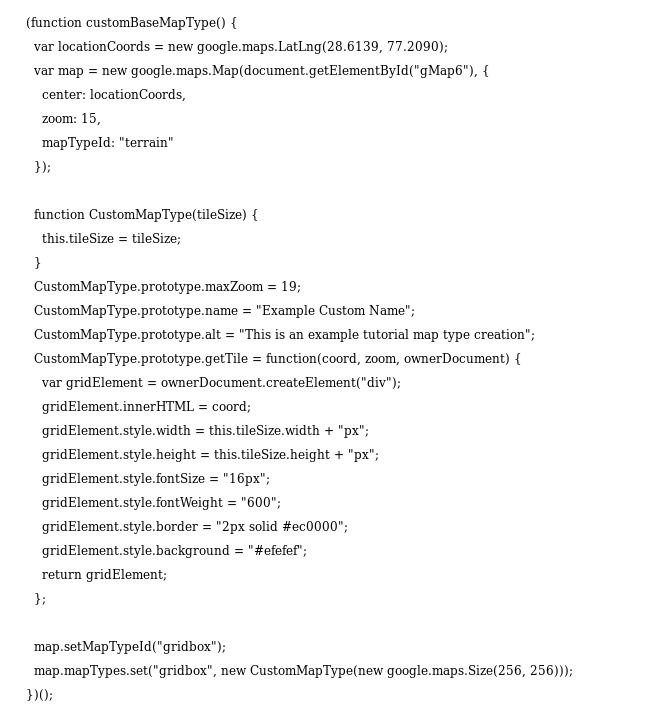 (function customBaseMapType() {
var locationCoords = new google.maps.LatLng(28.6139, 77.2090);
var map = new google.maps.Map(document.getElementById("gMap6"), {
center: locationCoords,
zoom: 15,
mapTypeId: "terrain"
});
function CustomMapType(tileSize) {
this.tileSize = tileSize;
}
CustomMapType.prototype.maxZoom = 19;
CustomMapType.prototype.name = "Example Custom Name";
CustomMapType.prototype.alt = "This is an example tutorial map type creation";
CustomMapType.prototype.getTile = function(coord, zoom, ownerDocument) {
var gridElement = ownerDocument.createElement("div");
gridElement.innerHTML = coord;
gridElement.style.width = this.tileSize.width + "px";
gridElement.style.height = this.tileSize.height + "px";
gridElement.style.fontSize = "16px";
gridElement.style.fontWeight = "600";
gridElement.style.border = "2px solid #ec0000";
gridElement.style.background = "#efefef";
return gridElement;
};
map.setMapTypeId("gridbox");
map.mapTypes.set("gridbox", new CustomMapType(new google.maps.Size(256, 256)));
})();